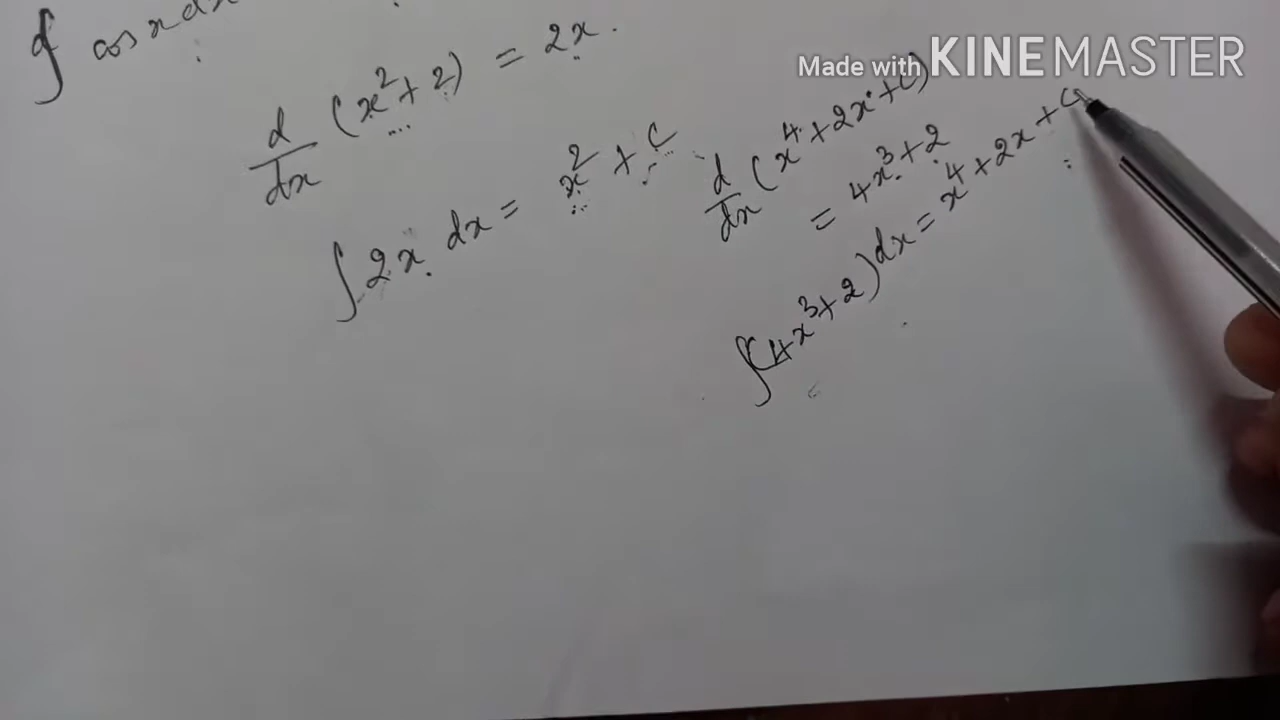 ∫ cos x dx
Made with KINEMASTER
d/dx (x² + 2) = 2x.
∫ 2x dx = x² + C
d/dx (x⁴ + 2x + C)
= 4x³ + 2
∫(4x³ + 2) dx = x⁴ + 2x + C